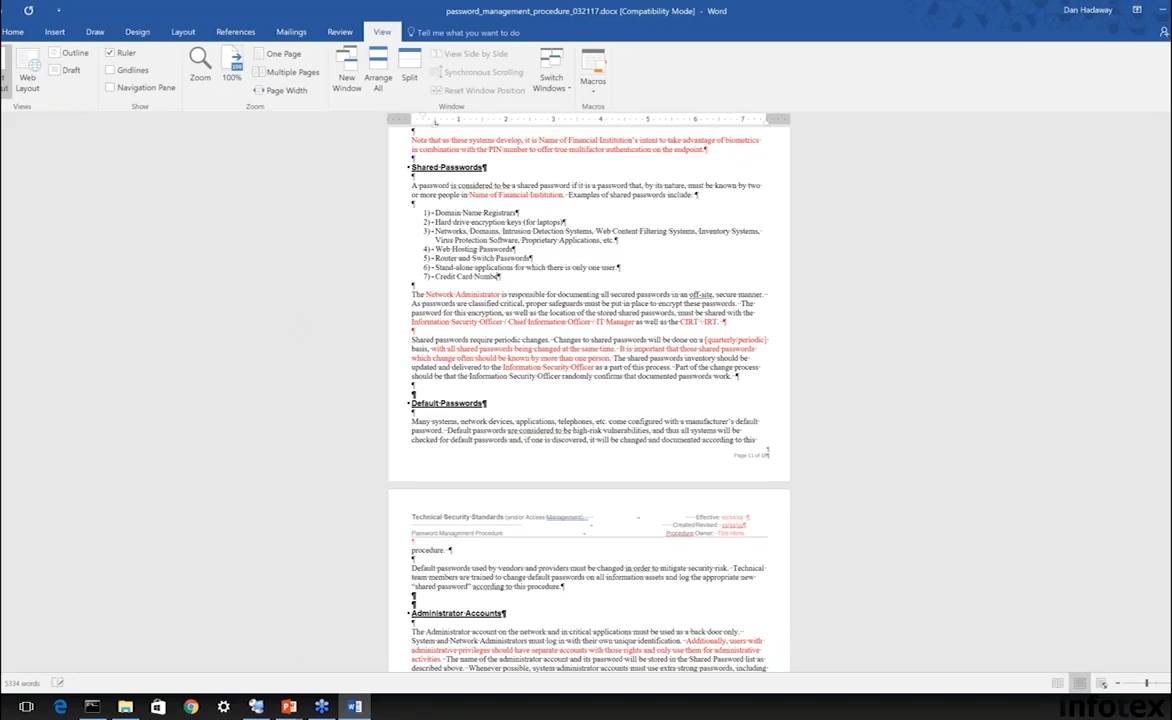 password_management_procedure_032117.docx [Compatibility Mode] - Word
Dan Hadaway
Home Insert Draw Design Layout References Mailings Review View Tell me what you want to do
Web Layout
Outline
Draft
Views
Ruler
Gridlines
Navigation Pane
Show
Zoom
100%
One Page
Multiple Pages
Page Width
Zoom
New Window
Arrange All
Split
View Side by Side
Synchronous Scrolling
Reset Window Position
Window
Switch Windows
Macros
Macros
1 2 3 4 5 6 7
Note that as these systems develop, it is Name of Financial Institution's intent to take advantage of biometrics
in combination with the PIN number to offer true multifactor authentication on the endpoint.¶
Shared Passwords¶
A password is considered to be a shared password if it is a password that, by its nature, must be known by two
or more people in Name of Financial Institution. Examples of shared passwords include: ¶
1) Domain Name Registrars¶
2) Hard drive encryption keys (for laptops)¶
3) Networks, Domains, Intrusion Detection Systems, Web Content Filtering Systems, Inventory Systems,
Virus Protection Software, Proprietary Applications, etc.¶
4) Web Hosting Passwords¶
5) Router and Switch Passwords¶
6) Stand-alone applications for which there is only one user.¶
7) Credit Card Numbe¶
The Network Administrator is responsible for documenting all secured passwords in an off-site, secure manner.
As passwords are classified critical, proper safeguards must be put in place to encrypt these passwords. The
password for this encryption, as well as the location of the stored shared passwords, must be shared with the
Information Security Officer / Chief Information Officer / IT Manager as well as the CIRT \ IRT. ¶
Shared passwords require periodic changes. Changes to shared passwords will be done on a [quarterly/periodic]
basis, with all shared passwords being changed at the same time. It is important that those shared passwords
which change often should be known by more than one person. The shared passwords inventory should be
updated and delivered to the Information Security Officer as a part of this process. Part of the change process
should be that the Information Security Officer randomly confirms that documented passwords work. ¶
Default Passwords¶
Many systems, network devices, applications, telephones, etc. come configured with a manufacturer's default
password. Default passwords are considered to be high-risk vulnerabilities, and thus all systems will be
checked for default passwords and, if one is discovered, it will be changed and documented according to this
Page 11 of
Technical Security Standards (and/or Access Management) Effective:
Created/Revised:
Password Management Procedure Procedure Owner: Title Here
procedure. ¶
Default passwords used by vendors and providers must be changed in order to mitigate security risk. Technical
team members are trained to change default passwords on all information assets and log the appropriate new
"shared password" according to this procedure.¶
Administrator Accounts¶
The Administrator account on the network and in critical applications must be used as a back door only.
System and Network Administrators must log in with their own unique identification. Additionally, users with
administrative privileges should have separate accounts with those rights and only use them for administrative
activities. The name of the administrator account and its password will be stored in the Shared Password list as
described above. Whenever possible, system administrator accounts must use extra strong passwords, including
5334 words
infotex